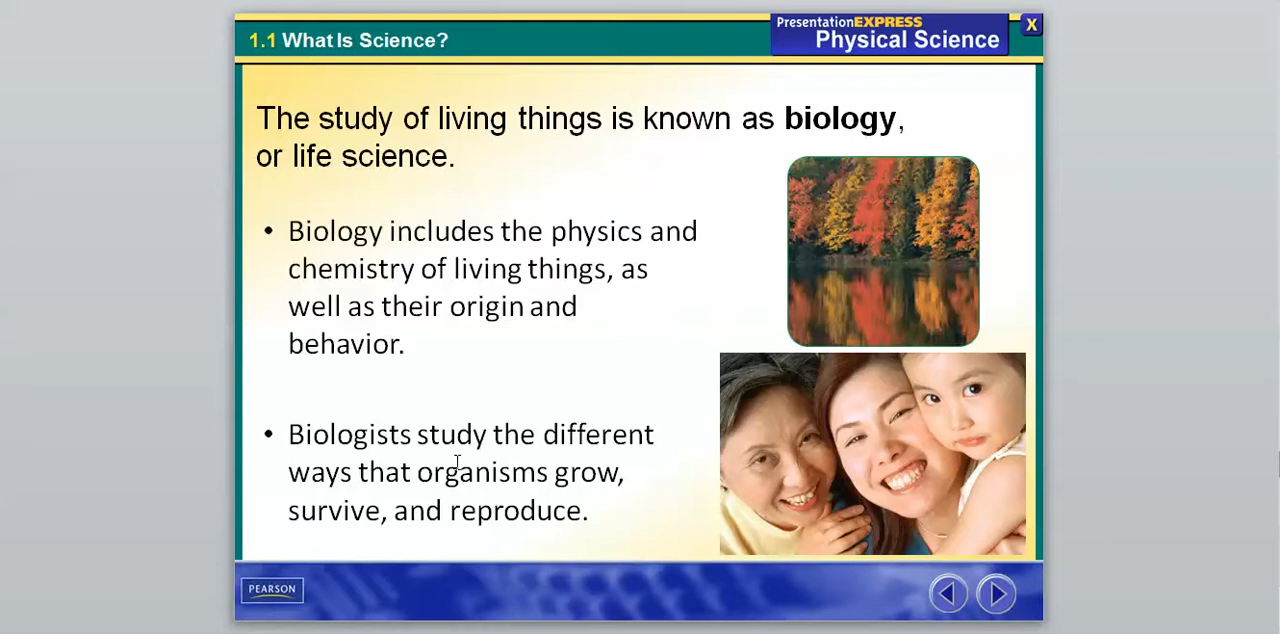 1.1 What Is Science?
PresentationEXPRESS
Physical Science
X
The study of living things is known as biology,
or life science.
• Biology includes the physics and
chemistry of living things, as
well as their origin and
behavior.
• Biologists study the different
ways that organisms grow,
survive, and reproduce.
PEARSON